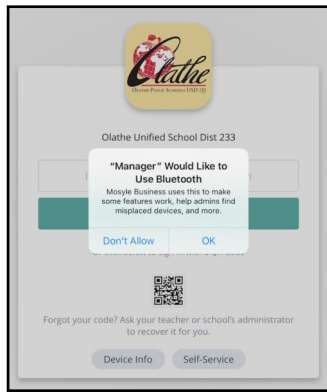 Olathe
OLATHE PUBLIC SCHOOLS USD 233
Olathe Unified School Dist 233
“Manager” Would Like to
Use Bluetooth
Mosyle Business uses this to make
some features work, help admins find
misplaced devices, and more.
Don't Allow OK
Forgot your code? Ask your teacher or school's administrator
to recover it for you.
Device Info Self-Service